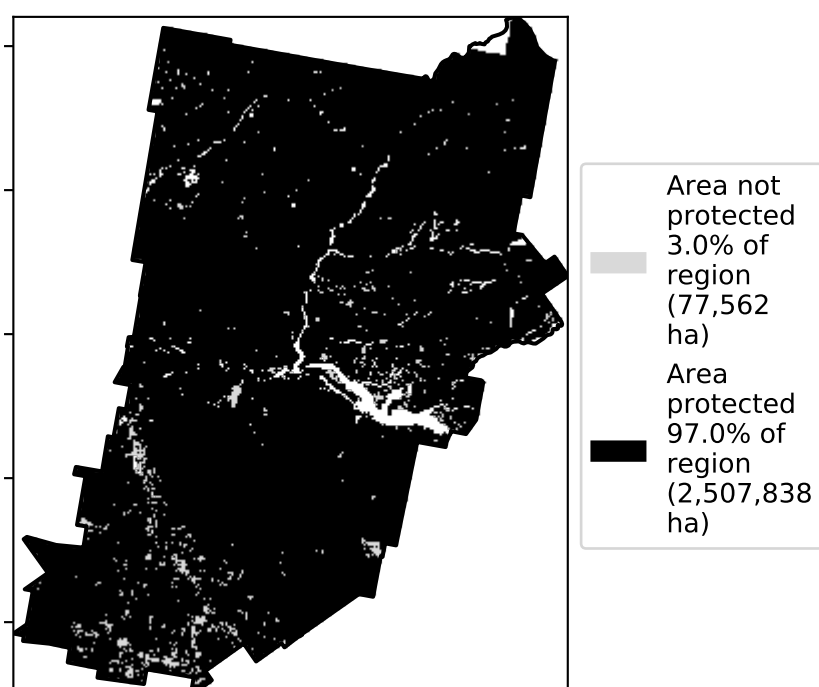 Area not
protected
3.0% of
region
(77,562
ha)
Area
protected
97.0% of
region
(2,507,838
ha)